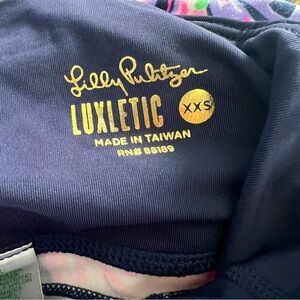 Lilly Pulitzer
LUXLETIC XXS
MADE IN TAIWAN
RN# 88189